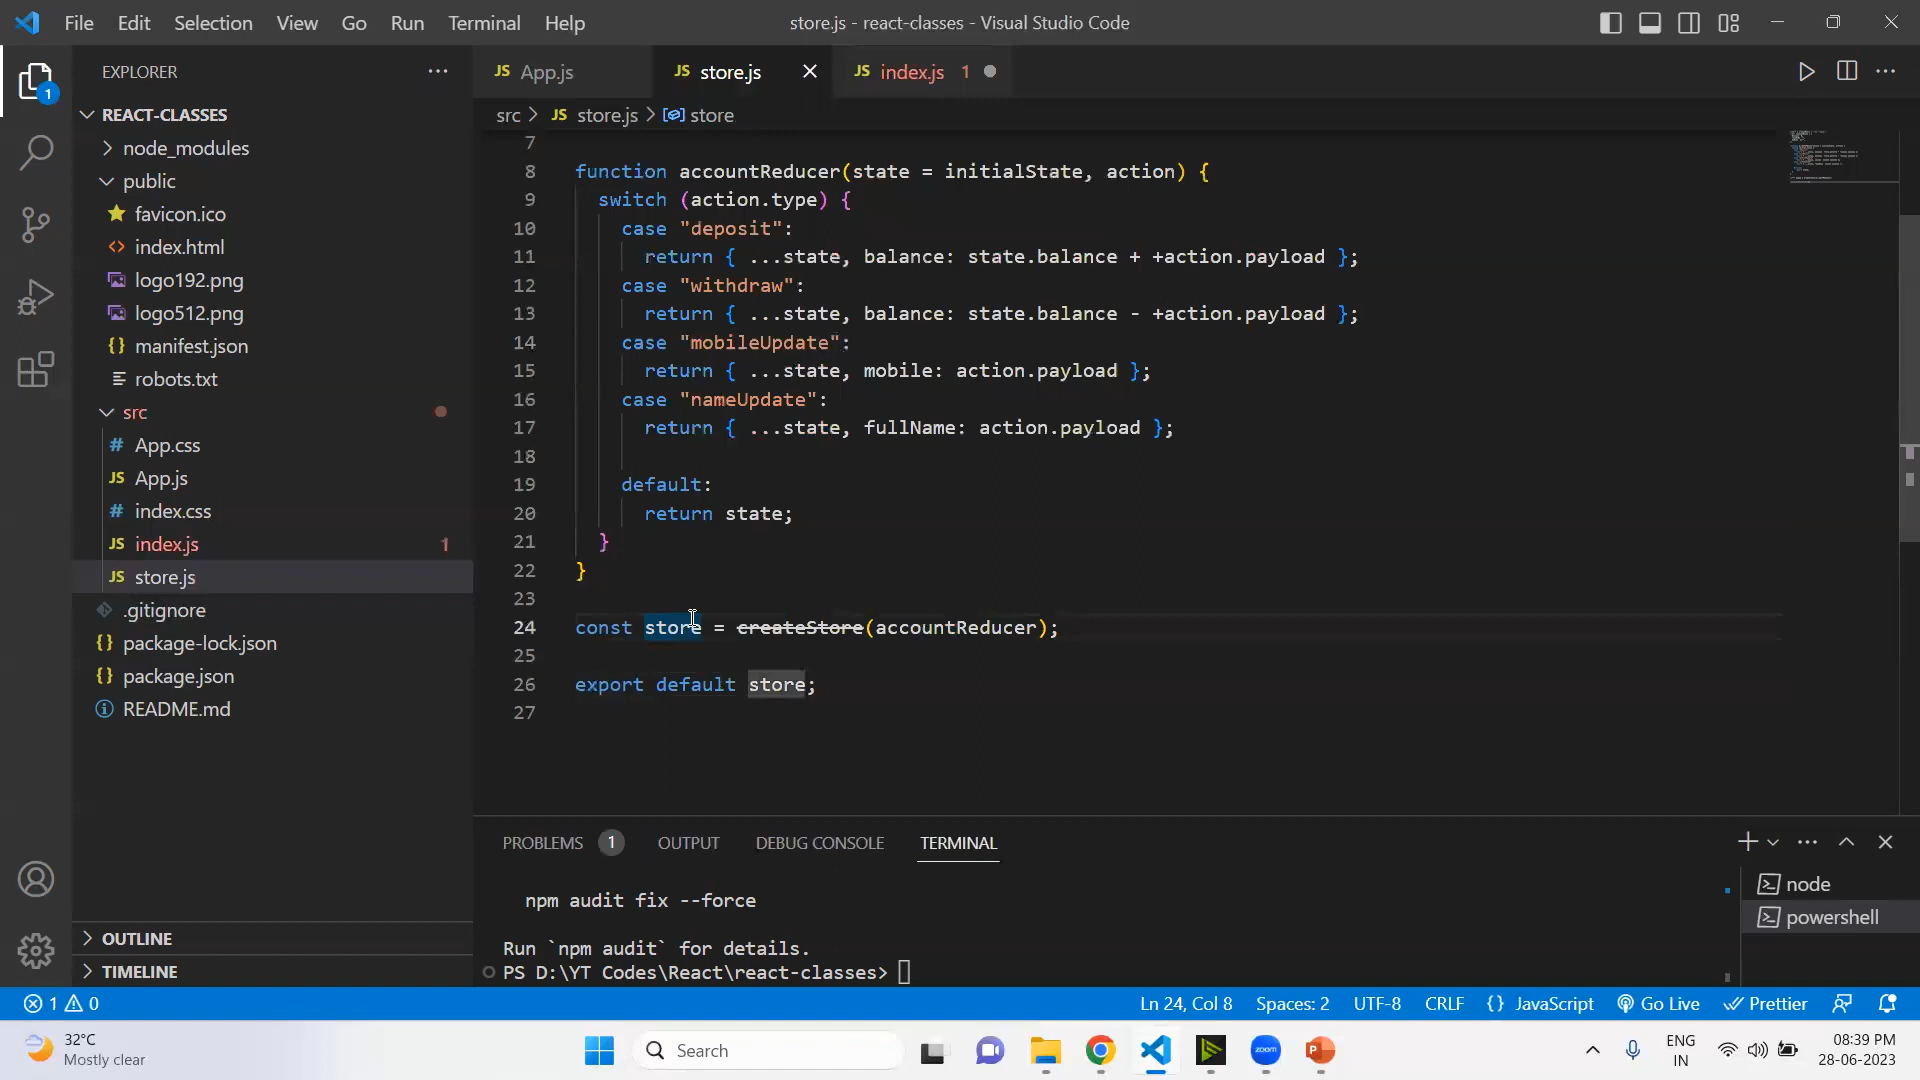 File Edit Selection View Go Run Terminal Help
store.js - react-classes - Visual Studio Code
EXPLORER
1
REACT-CLASSES
node_modules
public
favicon.ico
index.html
logo192.png
logo512.png
manifest.json
robots.txt
src
App.css
App.js
index.css
index.js 1
store.js
.gitignore
package-lock.json
package.json
README.md
OUTLINE
TIMELINE
JS App.js JS store.js JS index.js 1
src > JS store.js > store
7
8 function accountReducer(state = initialState, action) {
9 switch (action.type) {
10 case "deposit":
11 return { ...state, balance: state.balance + +action.payload };
12 case "withdraw":
13 return { ...state, balance: state.balance - +action.payload };
14 case "mobileUpdate":
15 return { ...state, mobile: action.payload };
16 case "nameUpdate":
17 return { ...state, fullName: action.payload };
18
19 default:
20 return state;
21 }
22 }
23
24 const store = createStore(accountReducer);
25
26 export default store;
27
PROBLEMS 1 OUTPUT DEBUG CONSOLE TERMINAL
npm audit fix --force
Run `npm audit` for details.
PS D:\YT Codes\React\react-classes>
node
powershell
1 0
Ln 24, Col 8 Spaces: 2 UTF-8 CRLF {} JavaScript Go Live Prettier
32°C
Mostly clear
Search
zoom
ENG
IN
08:39 PM
28-06-2023